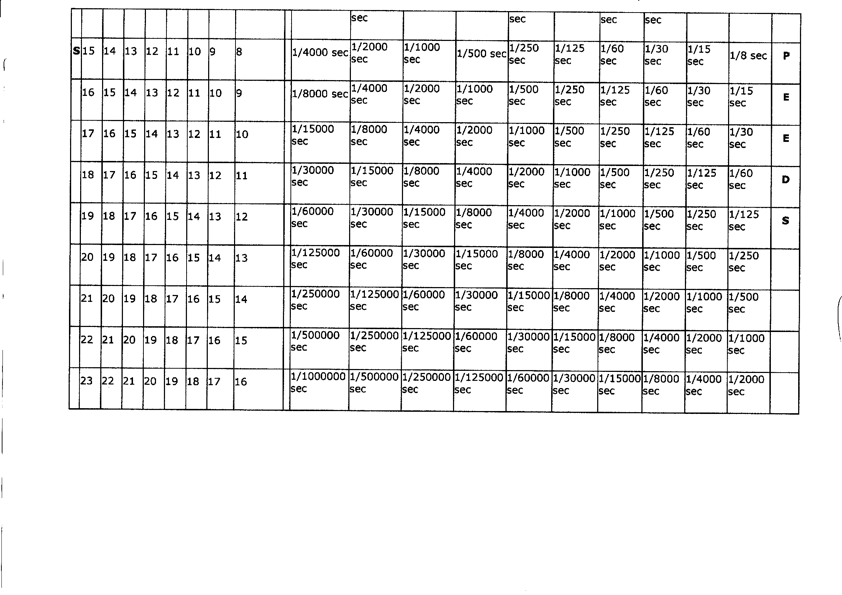 sec sec sec sec
S 15 14 13 12 11 10 9 8 1/4000 sec 1/2000 sec 1/1000 sec 1/500 sec 1/250 sec 1/125 sec 1/60 sec 1/30 sec 1/15 sec 1/8 sec P
16 15 14 13 12 11 10 9 1/8000 sec 1/4000 sec 1/2000 sec 1/1000 sec 1/500 sec 1/250 sec 1/125 sec 1/60 sec 1/30 sec 1/15 sec E
17 16 15 14 13 12 11 10 1/15000 sec 1/8000 sec 1/4000 sec 1/2000 sec 1/1000 sec 1/500 sec 1/250 sec 1/125 sec 1/60 sec 1/30 sec E
18 17 16 15 14 13 12 11 1/30000 sec 1/15000 sec 1/8000 sec 1/4000 sec 1/2000 sec 1/1000 sec 1/500 sec 1/250 sec 1/125 sec 1/60 sec D
19 18 17 16 15 14 13 12 1/60000 sec 1/30000 sec 1/15000 sec 1/8000 sec 1/4000 sec 1/2000 sec 1/1000 sec 1/500 sec 1/250 sec 1/125 sec S
20 19 18 17 16 15 14 13 1/125000 sec 1/60000 sec 1/30000 sec 1/15000 sec 1/8000 sec 1/4000 sec 1/2000 sec 1/1000 sec 1/500 sec 1/250 sec
21 20 19 18 17 16 15 14 1/250000 sec 1/125000 sec 1/60000 sec 1/30000 sec 1/15000 sec 1/8000 sec 1/4000 sec 1/2000 sec 1/1000 sec 1/500 sec
22 21 20 19 18 17 16 15 1/500000 sec 1/250000 sec 1/125000 sec 1/60000 sec 1/30000 sec 1/15000 sec 1/8000 sec 1/4000 sec 1/2000 sec 1/1000 sec
23 22 21 20 19 18 17 16 1/1000000 sec 1/500000 sec 1/250000 sec 1/125000 sec 1/60000 sec 1/30000 sec 1/15000 sec 1/8000 sec 1/4000 sec 1/2000 sec